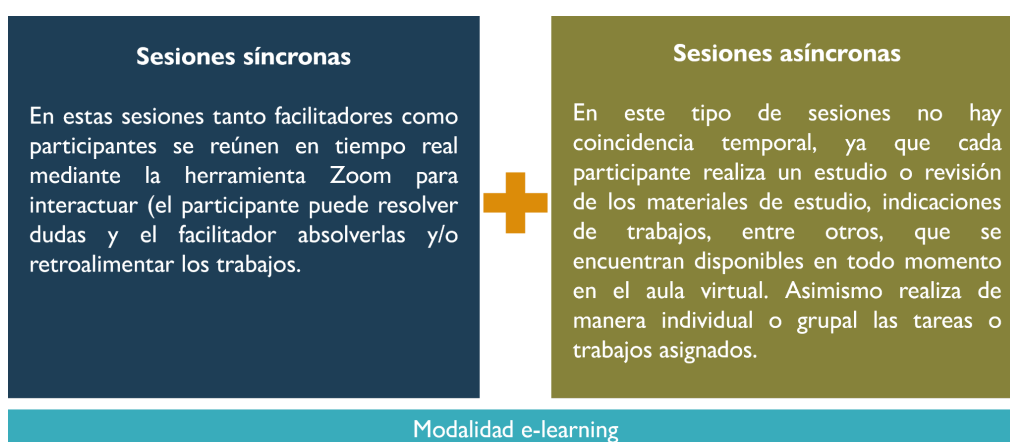 Sesiones síncronas
En estas sesiones tanto facilitadores como
participantes se reúnen en tiempo real
mediante la herramienta Zoom para
interactuar (el participante puede resolver
dudas y el facilitador absolverlas y/o
retroalimentar los trabajos.
Sesiones asíncronas
En este tipo de sesiones no hay
coincidencia temporal, ya que cada
participante realiza un estudio o revisión
de los materiales de estudio, indicaciones
de trabajos, entre otros, que se
encuentran disponibles en todo momento
en el aula virtual. Asimismo realiza de
manera individual o grupal las tareas o
trabajos asignados.
Modalidad e-learning